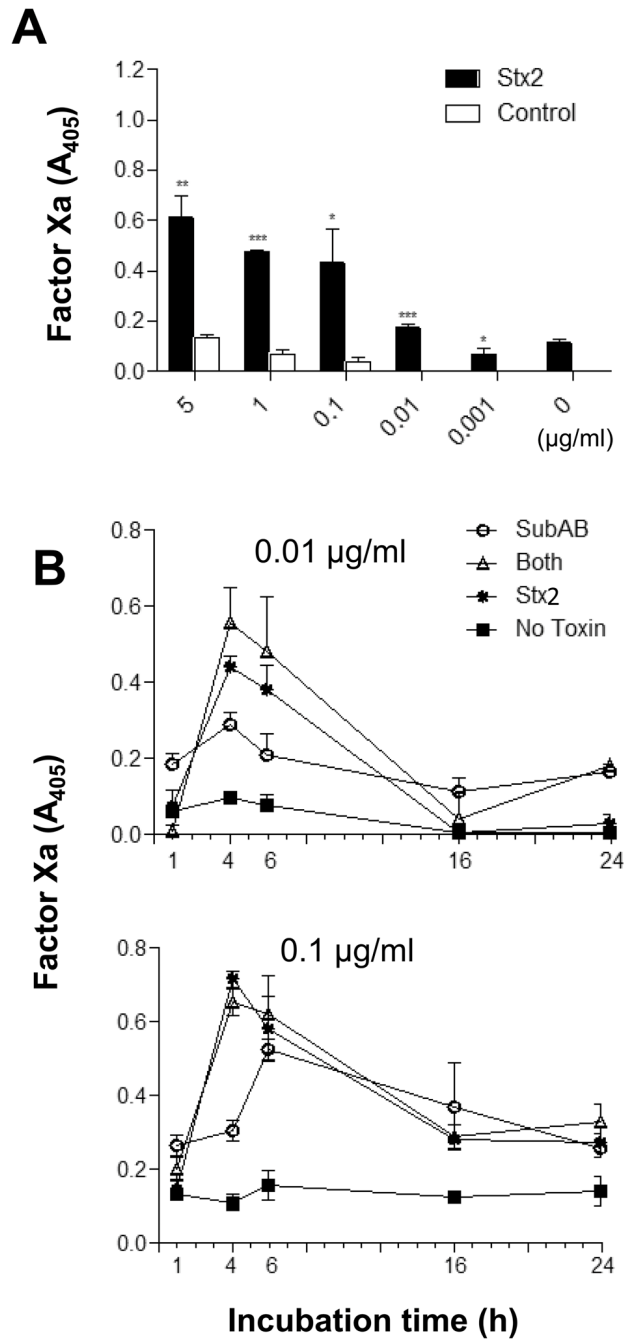 A
Factor Xa (A405)
1.2
1.0
0.8
0.6
0.4
0.2
0.0
Stx2
Control
**
***
*
***
*
5
1
0.1
0.01
0.001
0
(µg/ml)
B
Factor Xa (A405)
0.01 µg/ml
SubAB
Both
Stx2
No Toxin
0.8
0.6
0.4
0.2
0.0
1 4 6 16 24
0.1 µg/ml
0.8
0.6
0.4
0.2
0.0
1 4 6 16 24
Incubation time (h)